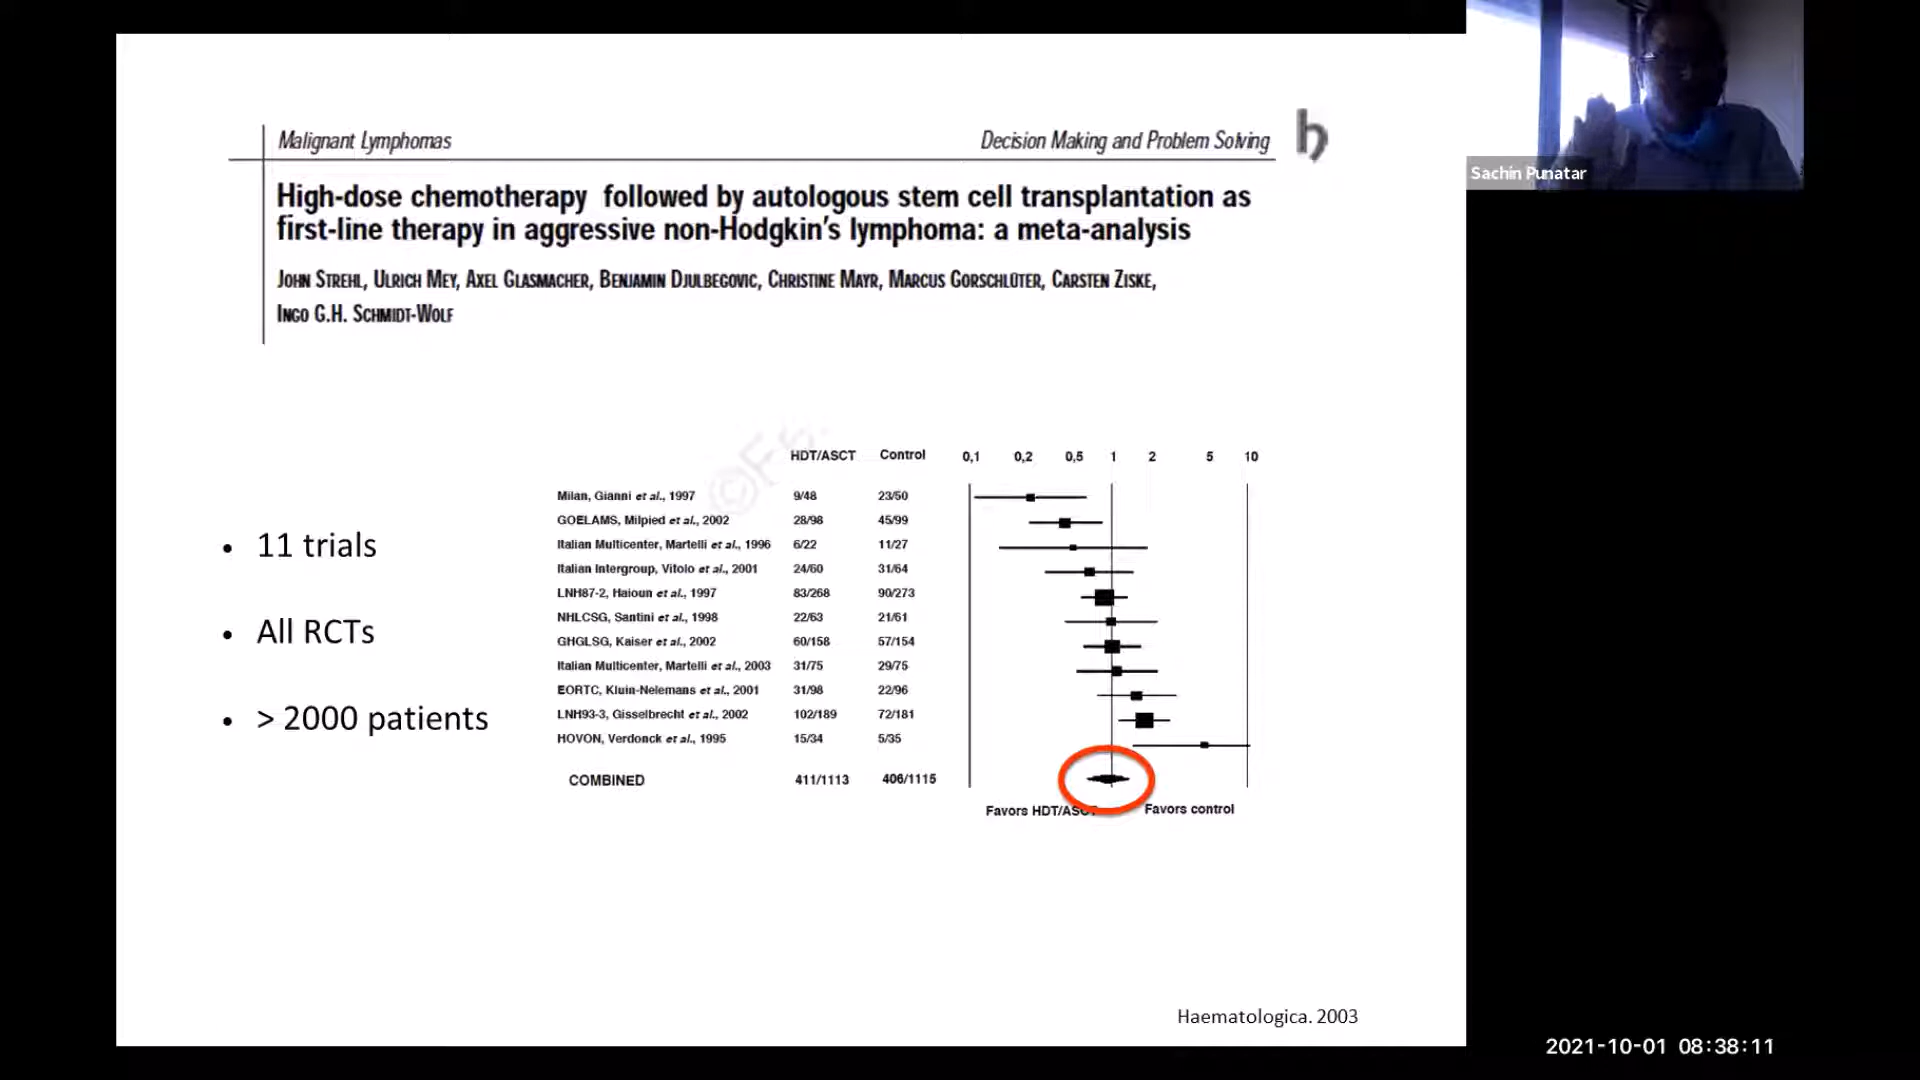 Sachin Punatar
Malignant Lymphomas
Decision Making and Problem Solving
High-dose chemotherapy followed by autologous stem cell transplantation as
first-line therapy in aggressive non-Hodgkin's lymphoma: a meta-analysis
JOHN STREHL, ULRICH MEY, AXEL GLASMACHER, BENJAMIN DJULBEGOVIC, CHRISTINE MAYR, MARCUS GORSCHLÜTER, CARSTEN ZISKE,
INGO G.H. SCHMIDT-WOLF
• 11 trials
• All RCTs
• > 2000 patients
HDT/ASCT Control 0,1 0,2 0,5 1 2 5 10
Milan, Gianni et al., 1997 9/48 23/50
GOELAMS, Milpied et al., 2002 28/98 45/99
Italian Multicenter, Martelli et al., 1996 6/22 11/27
Italian Intergroup, Vitolo et al., 2001 24/60 31/64
LNH87-2, Haioun et al., 1997 83/268 90/273
NHLCSG, Santini et al., 1998 22/63 21/61
GHGLSG, Kaiser et al., 2002 60/158 57/154
Italian Multicenter, Martelli et al., 2003 31/75 29/75
EORTC, Kluin-Nelemans et al., 2001 31/98 22/96
LNH93-3, Gisselbrecht et al., 2002 102/189 72/181
HOVON, Verdonck et al., 1995 15/34 5/35
COMBINED 411/1113 406/1115
Favors HDT/ASCT Favors control
Haematologica. 2003
2021-10-01 08:38:11